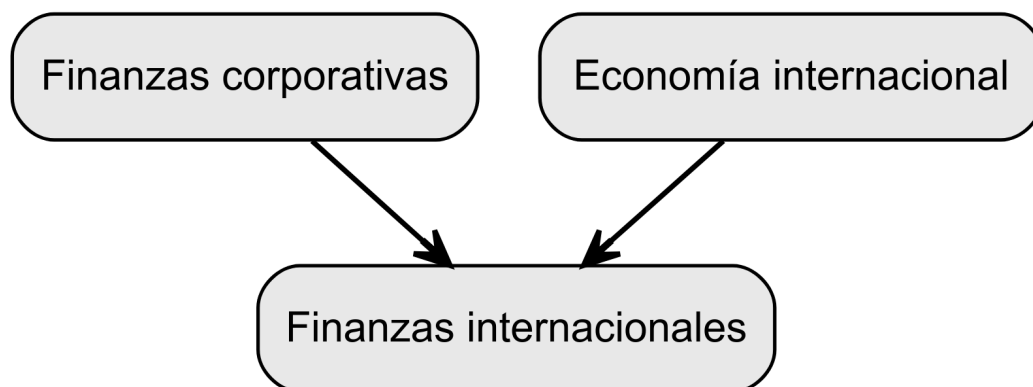 Finanzas corporativas
Economía internacional
Finanzas internacionales